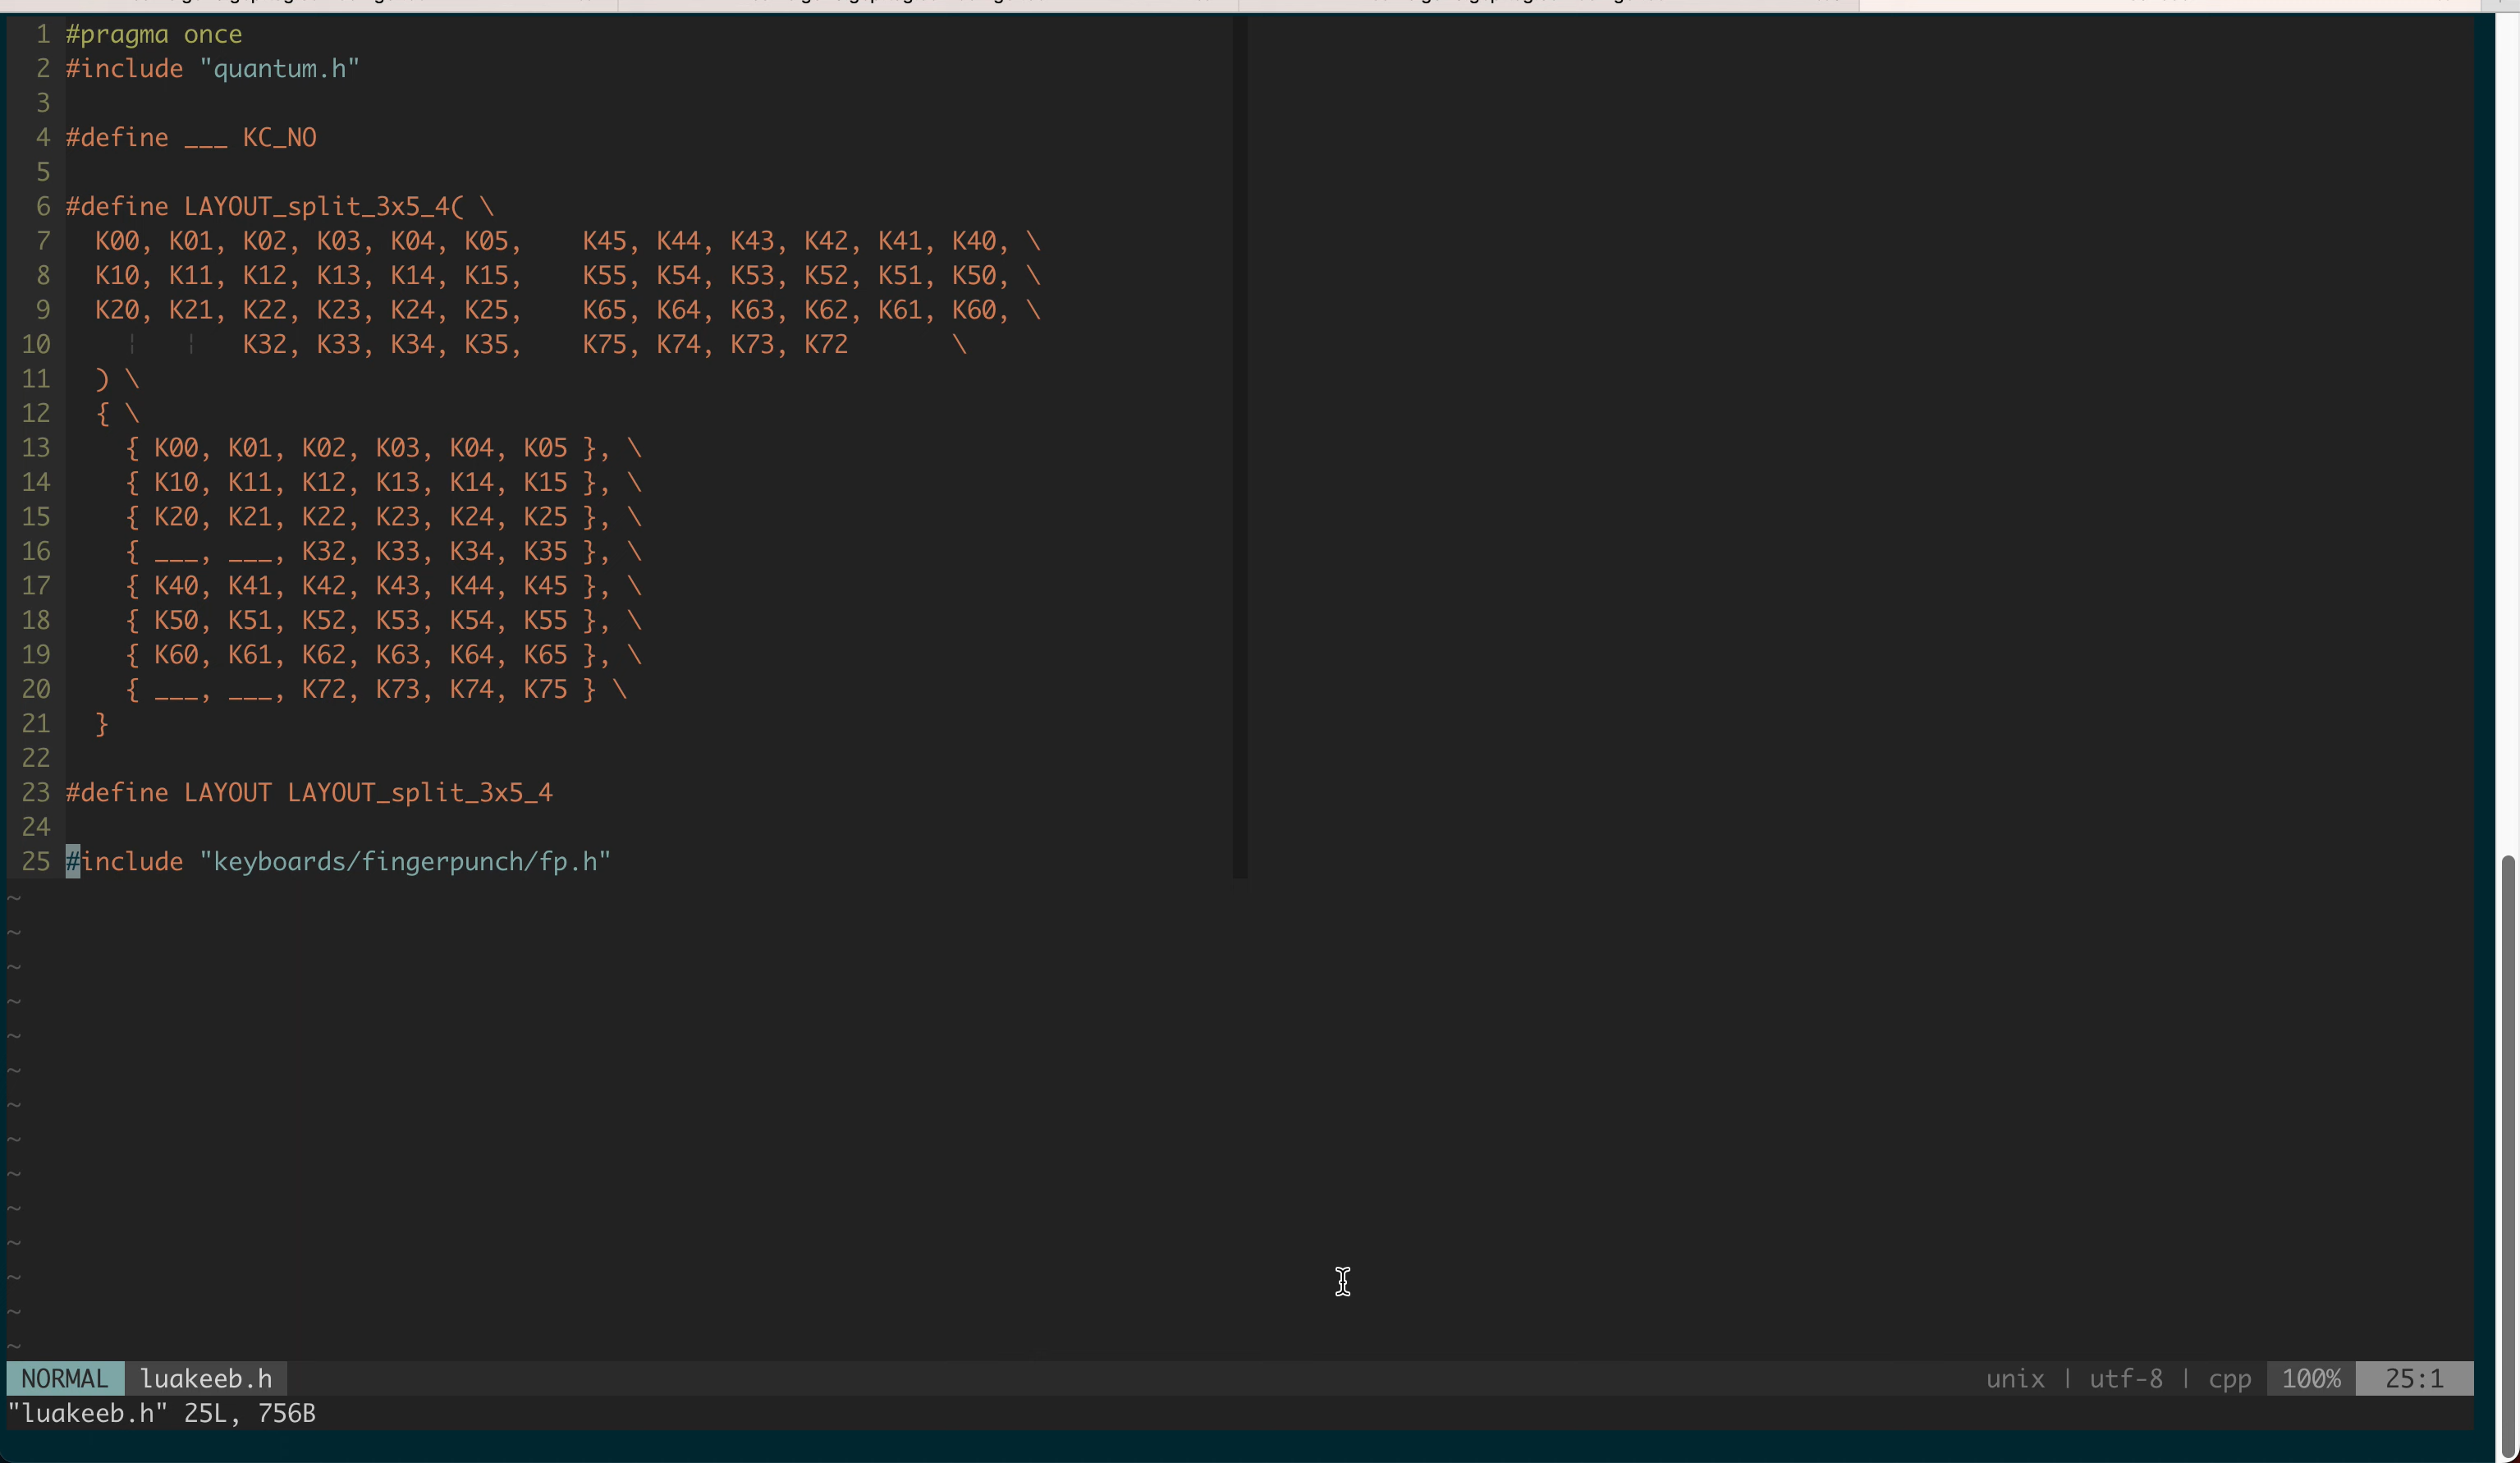 1 #pragma once
2 #include "quantum.h"
3
4 #define ___ KC_NO
5
6 #define LAYOUT_split_3x5_4( \
7   K00, K01, K02, K03, K04, K05,    K45, K44, K43, K42, K41, K40, \
8   K10, K11, K12, K13, K14, K15,    K55, K54, K53, K52, K51, K50, \
9   K20, K21, K22, K23, K24, K25,    K65, K64, K63, K62, K61, K60, \
10            K32, K33, K34, K35,    K75, K74, K73, K72       \
11   ) \
12   { \
13     { K00, K01, K02, K03, K04, K05 }, \
14     { K10, K11, K12, K13, K14, K15 }, \
15     { K20, K21, K22, K23, K24, K25 }, \
16     { ___, ___, K32, K33, K34, K35 }, \
17     { K40, K41, K42, K43, K44, K45 }, \
18     { K50, K51, K52, K53, K54, K55 }, \
19     { K60, K61, K62, K63, K64, K65 }, \
20     { ___, ___, K72, K73, K74, K75 } \
21   }
22
23 #define LAYOUT LAYOUT_split_3x5_4
24
25 #include "keyboards/fingerpunch/fp.h"
~
~
~
~
~
~
~
~
~
~
~
~
~
~
NORMAL luakeeb.h unix | utf-8 | cpp 100% 25:1
"luakeeb.h" 25L, 756B